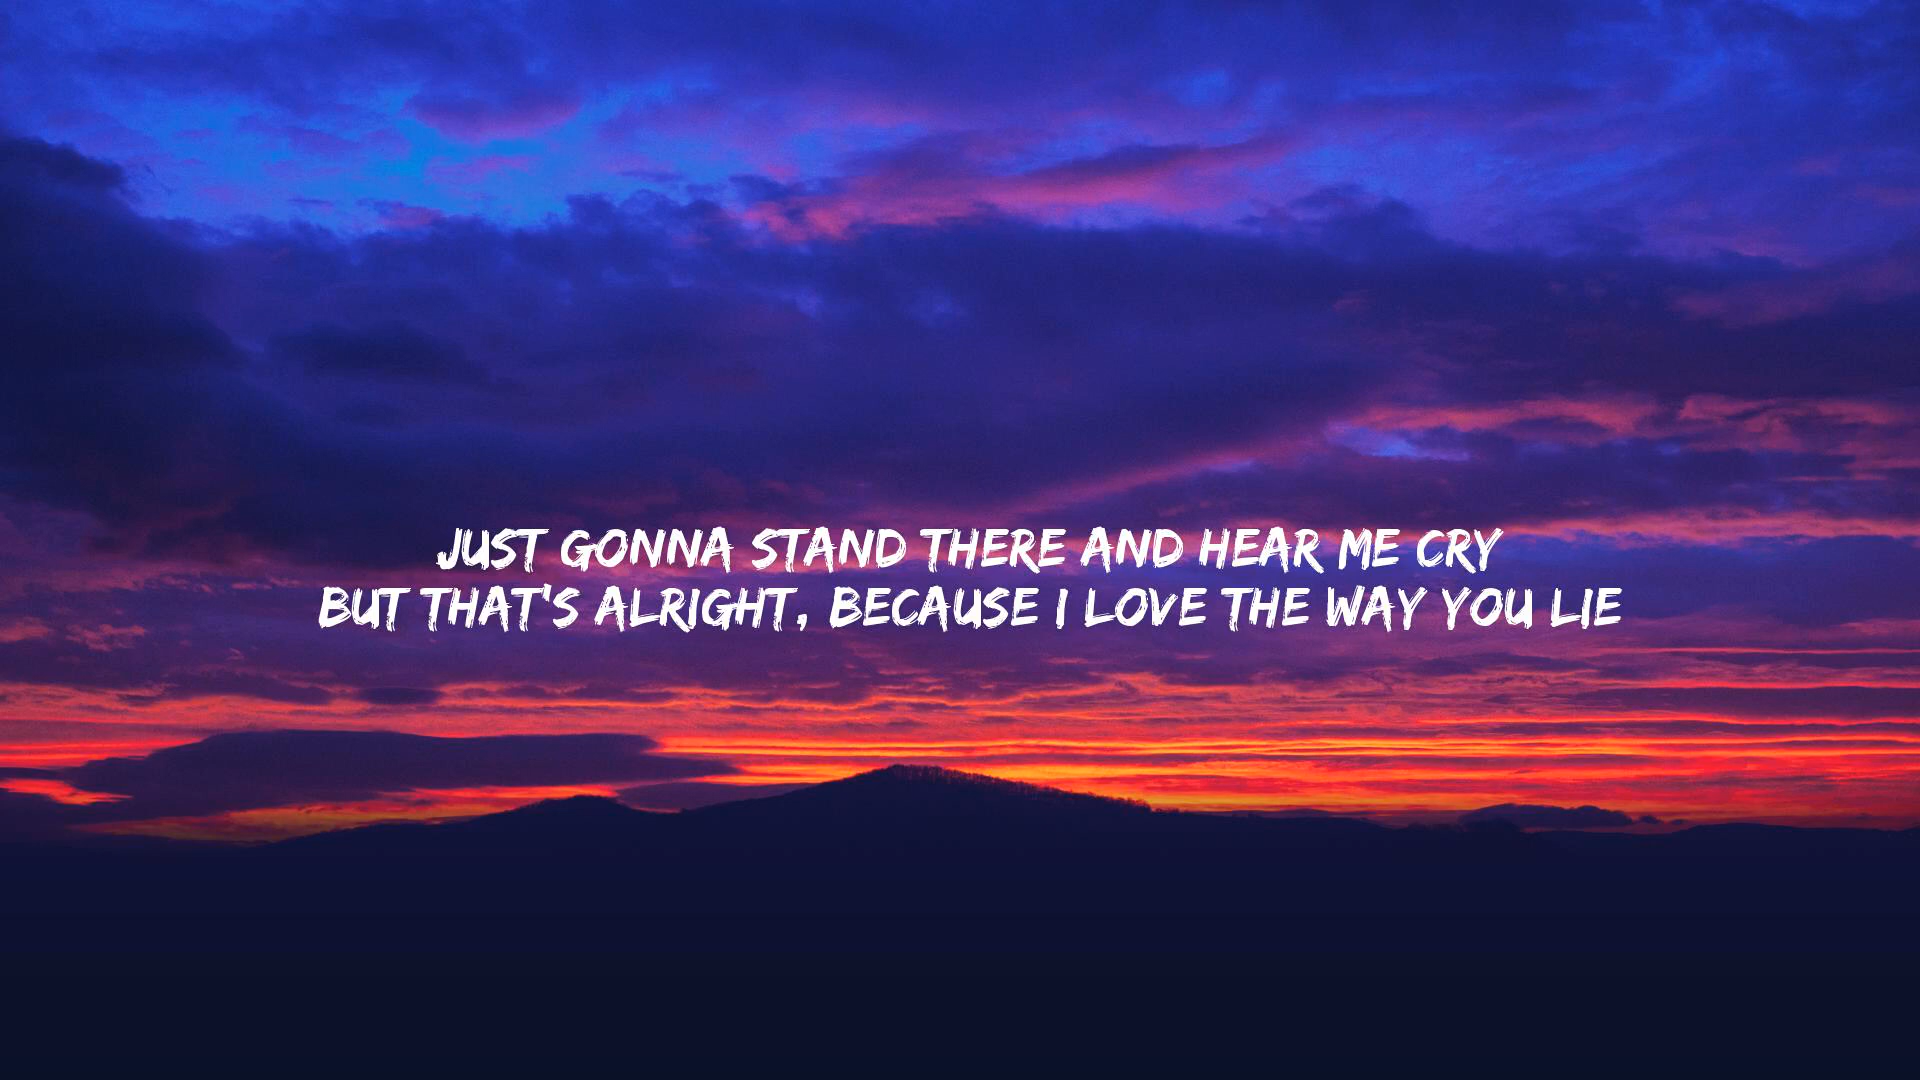 JUST GONNA STAND THERE AND HEAR ME CRY
BUT THAT'S ALRIGHT, BECAUSE I LOVE THE WAY YOU LIE